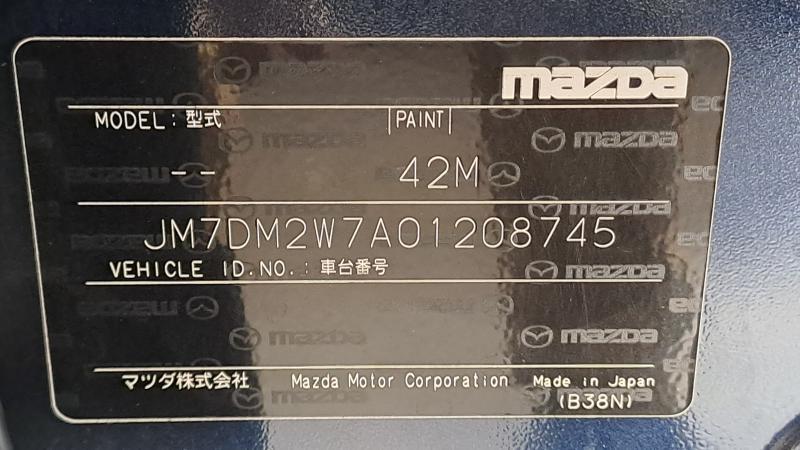 mazda
MODEL: 型式 |PAINT|
-- 42M
JM7DM2W7A01208745
VEHICLE ID.NO.: 車台番号
マツダ株式会社 Mazda Motor Corporation Made in Japan
(B38N)